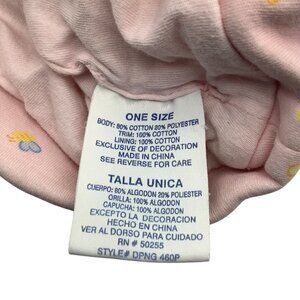 ONE SIZE
BODY: 80% COTTON 20% POLYESTER
TRIM: 100% COTTON
LINING: 100% COTTON
EXCLUSIVE OF DECORATION
MADE IN CHINA
SEE REVERSE FOR CARE
TALLA UNICA
CUERPO: 80% ALGODON 20% POLIESTER
ORILLA: 100% ALGODON
CAPUCHA: 100% ALGODON
EXCEPTO LA DECORACION
HECHO EN CHINA
VER AL DORSO PARA CUIDADO
RN # 50255
STYLE# DPNG 460P